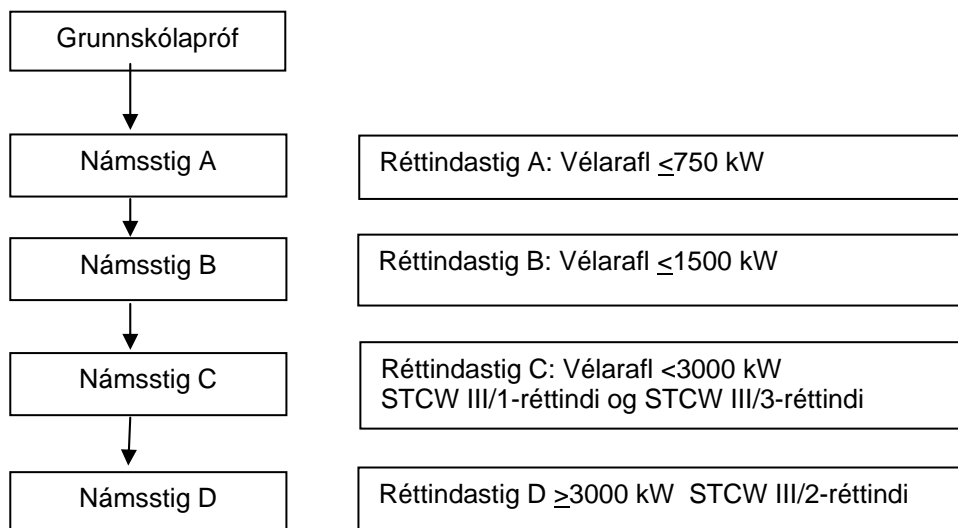 Grunnskólapróf
Námsstig A
Réttindastig A: Vélarafl ≤750 kW
Námsstig B
Réttindastig B: Vélarafl ≤1500 kW
Námsstig C
Réttindastig C: Vélarafl <3000 kW
STCW III/1-réttindi og STCW III/3-réttindi
Námsstig D
Réttindastig D ≥3000 kW STCW III/2-réttindi